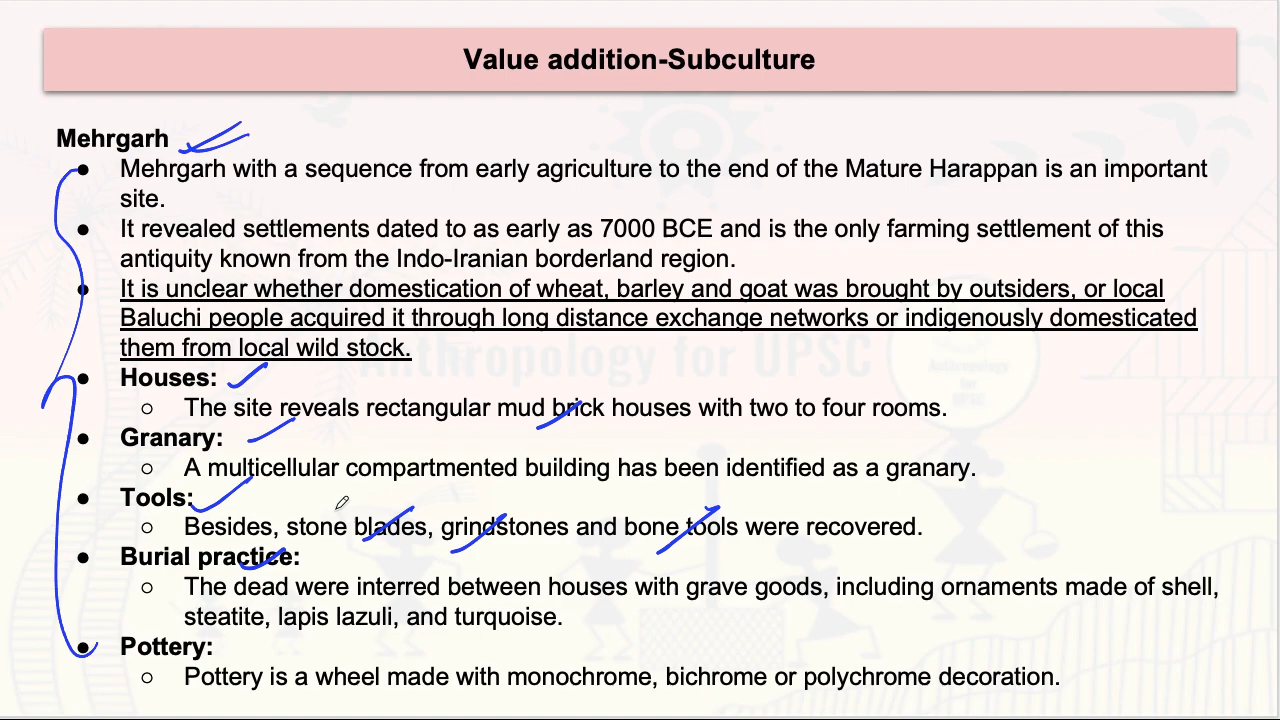 Value addition-Subculture
Mehrgarh
● Mehrgarh with a sequence from early agriculture to the end of the Mature Harappan is an important
site.
● It revealed settlements dated to as early as 7000 BCE and is the only farming settlement of this
antiquity known from the Indo-Iranian borderland region.
● It is unclear whether domestication of wheat, barley and goat was brought by outsiders, or local
Baluchi people acquired it through long distance exchange networks or indigenously domesticated
them from local wild stock.
Anthropology for UPSC
Anthropology
for
UPSC
● Houses:
○ The site reveals rectangular mud brick houses with two to four rooms.
● Granary:
○ A multicellular compartmented building has been identified as a granary.
● Tools:
○ Besides, stone blades, grindstones and bone tools were recovered.
● Burial practice:
○ The dead were interred between houses with grave goods, including ornaments made of shell,
steatite, lapis lazuli, and turquoise.
● Pottery:
○ Pottery is a wheel made with monochrome, bichrome or polychrome decoration.